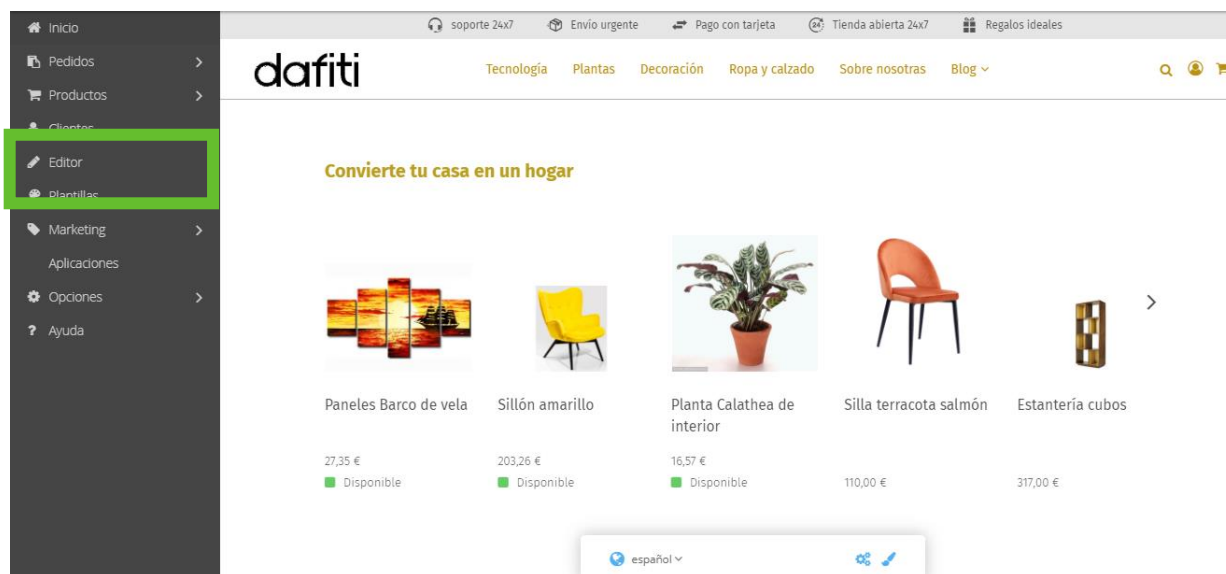 Inicio
Pedidos
Productos
Clientes
Editor
Plantillas
Marketing
Aplicaciones
Opciones
? Ayuda
soporte 24x7 Envío urgente Pago con tarjeta 24 Tienda abierta 24x7 Regalos ideales
dafiti Tecnología Plantas Decoración Ropa y calzado Sobre nosotras Blog
Convierte tu casa en un hogar
Paneles Barco de vela Sillón amarillo Planta Calathea de Silla terracota salmón Estantería cubos
interior
27,35 € 203,26 € 16,57 €
Disponible Disponible Disponible 110,00 € 317,00 €
español